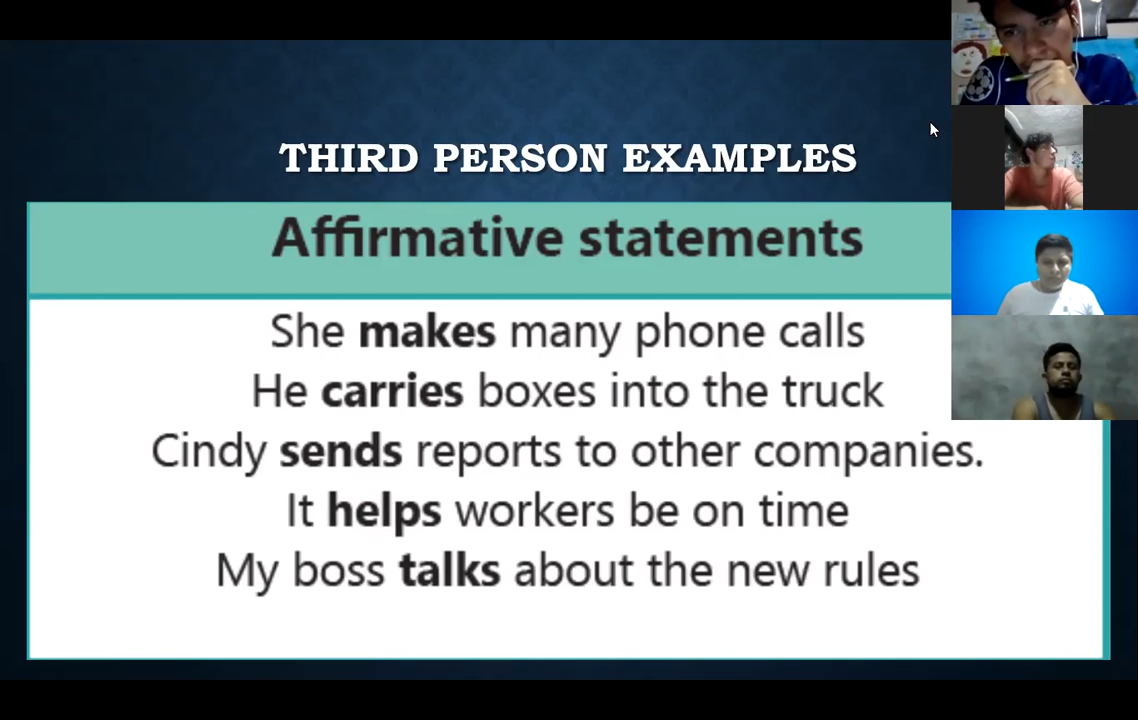 THIRD PERSON EXAMPLES
Affirmative statements
She makes many phone calls
He carries boxes into the truck
Cindy sends reports to other companies.
It helps workers be on time
My boss talks about the new rules